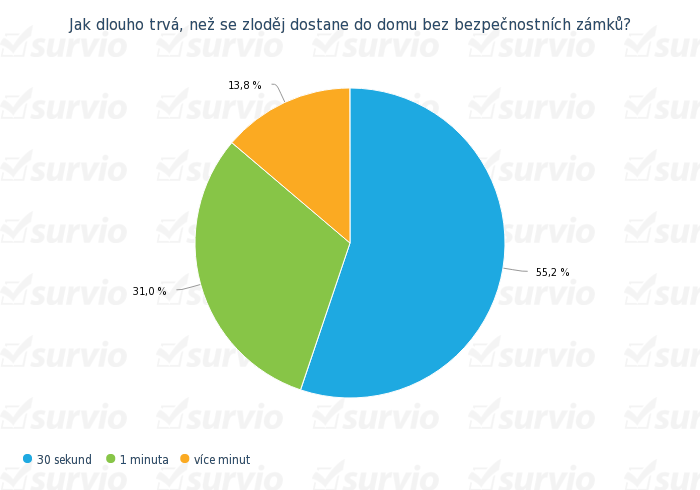 Jak dlouho trvá, než se zloděj dostane do domu bez bezpečnostních zámků?
13,8 %
55,2 %
31,0 %
30 sekund
1 minuta
více minut
survio